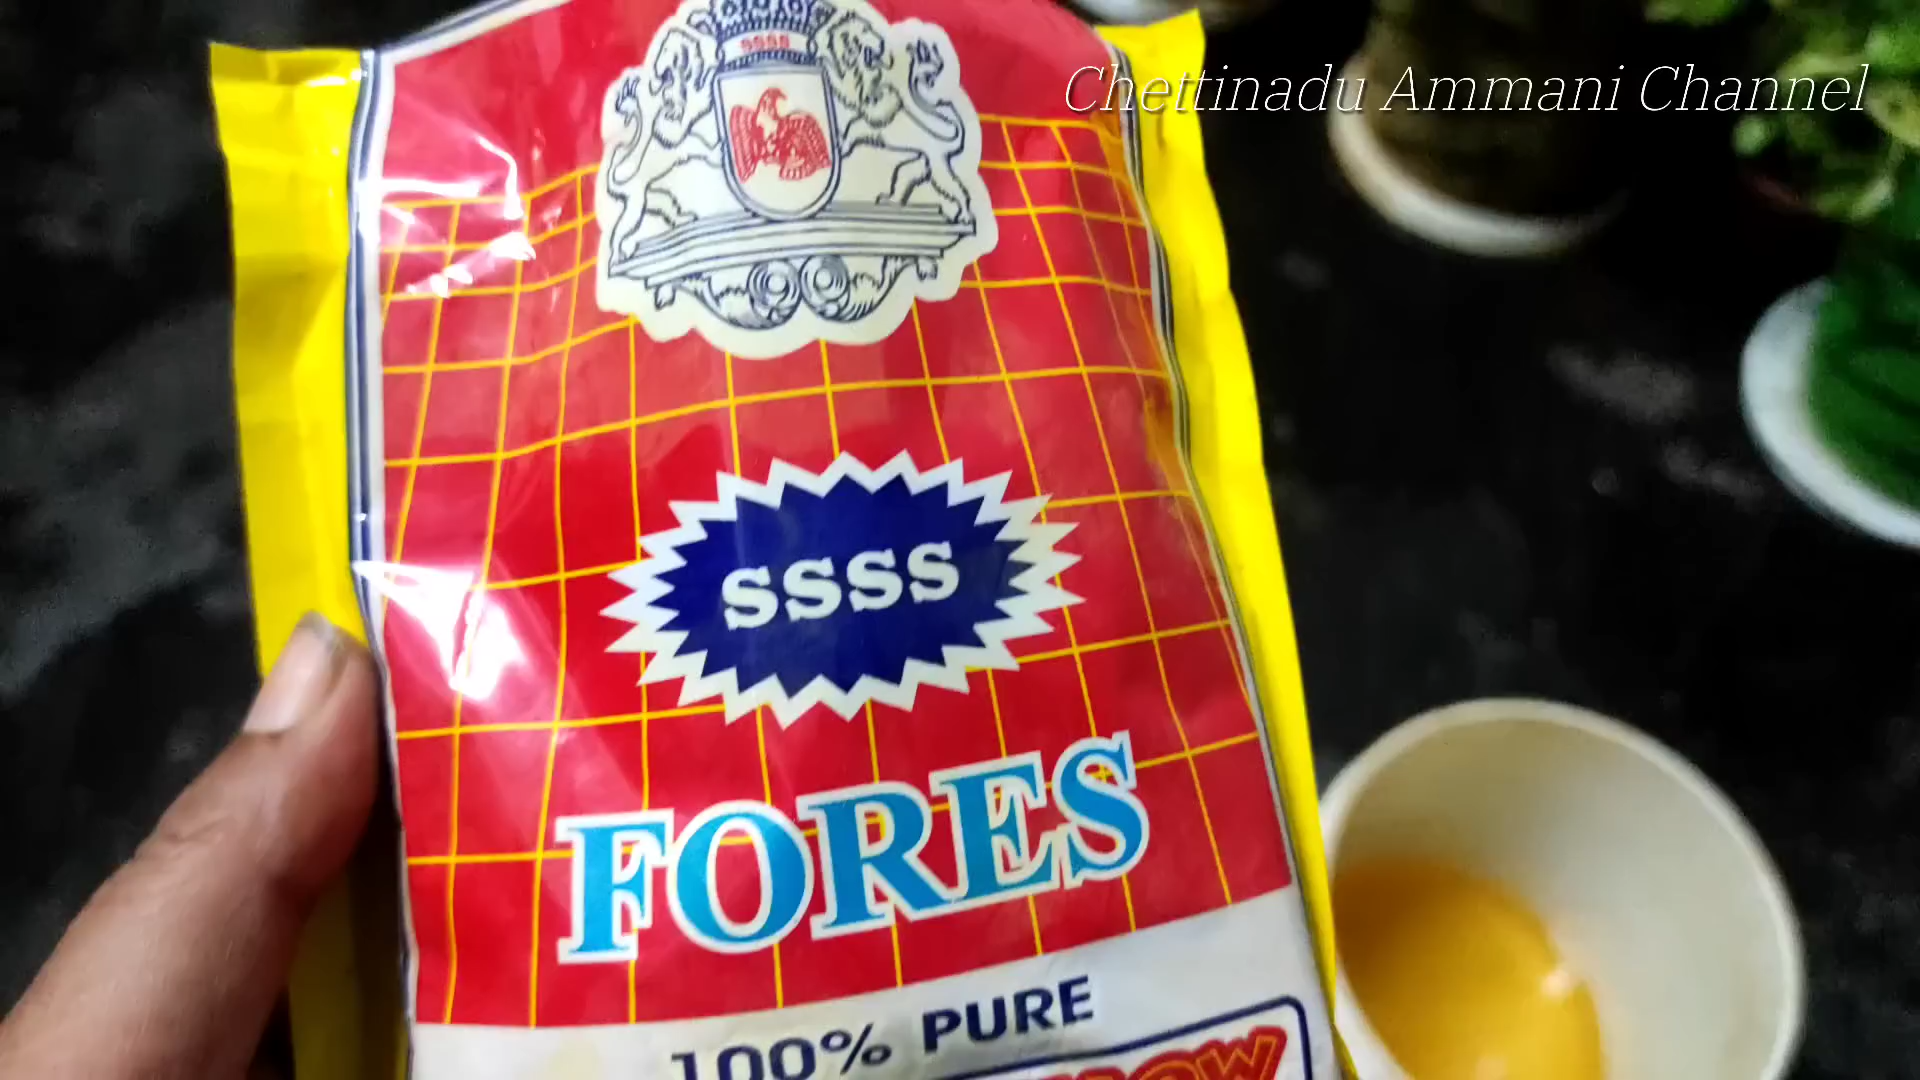 Chettinadu Ammani Channel
SSSS
SSSS
FORES
100% PURE